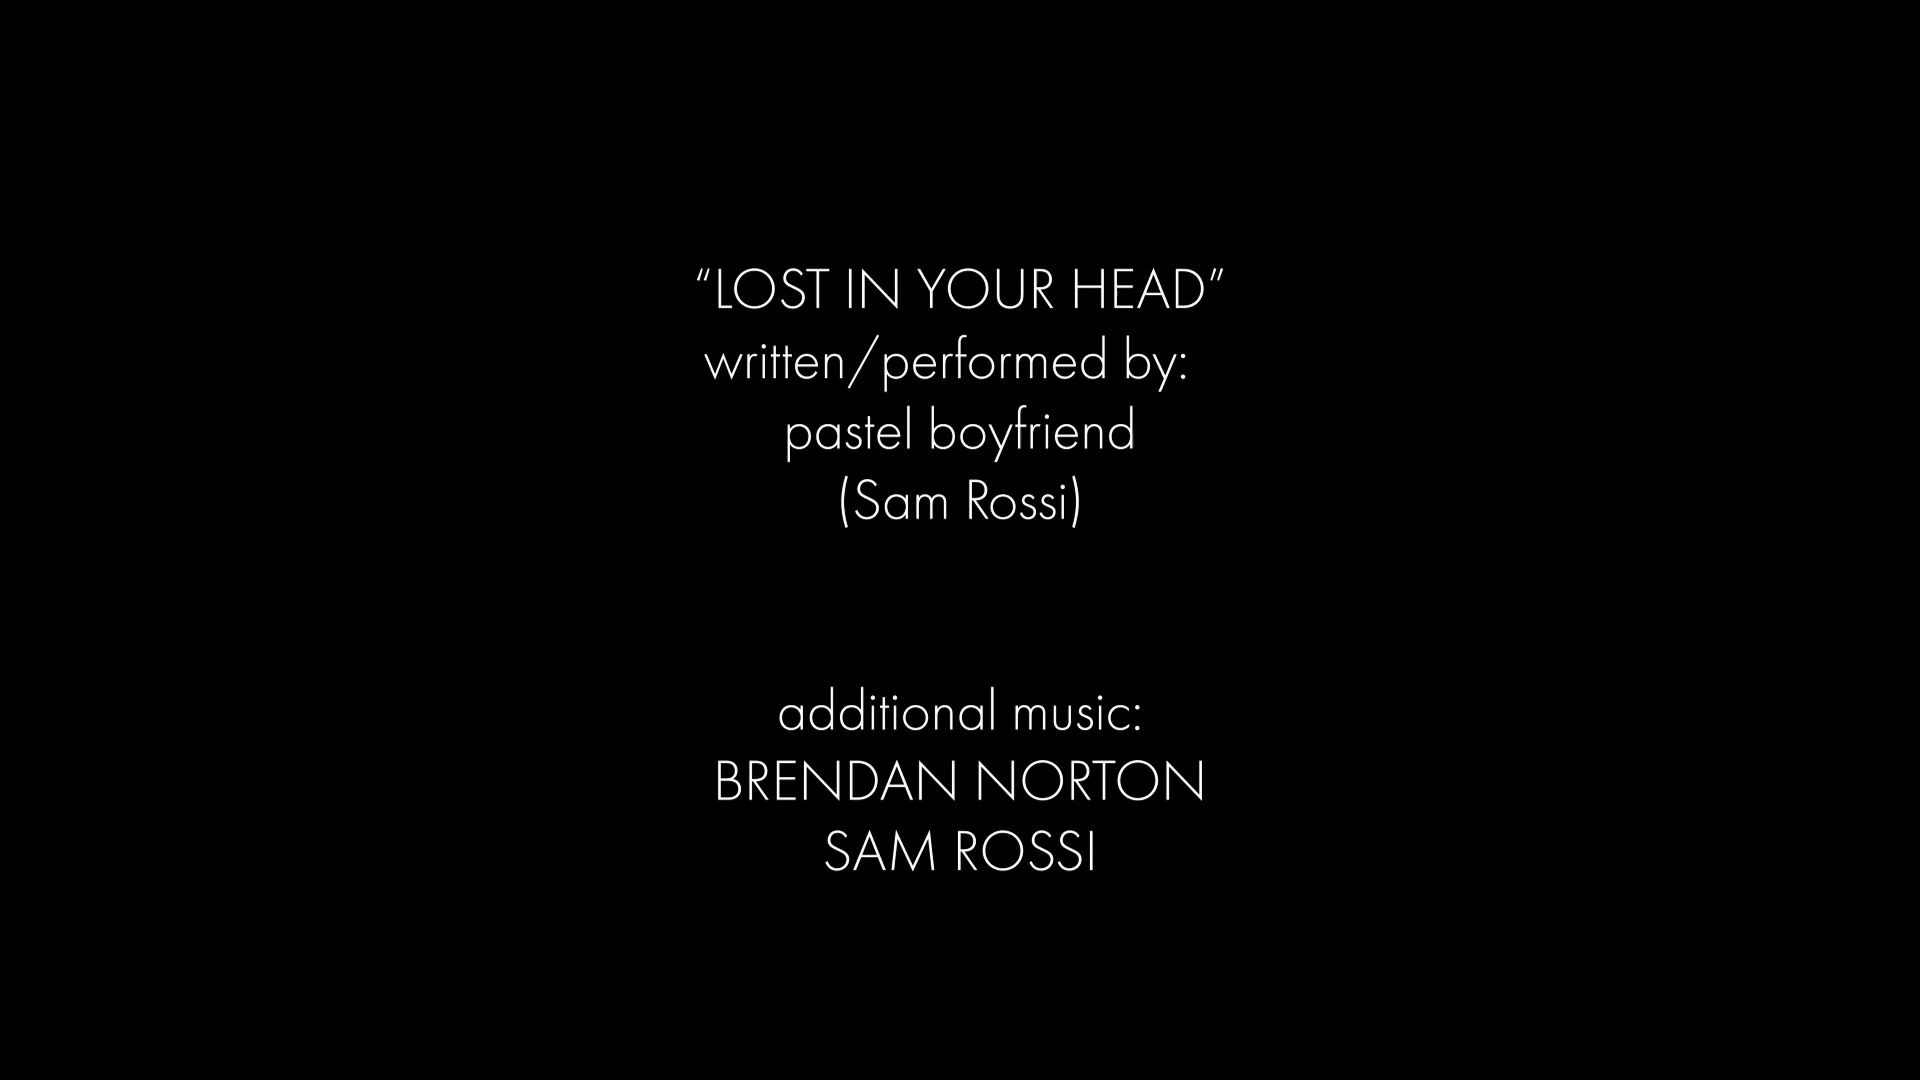 “LOST IN YOUR HEAD”
written/performed by:
pastel boyfriend
(Sam Rossi)
additional music:
BRENDAN NORTON
SAM ROSSI